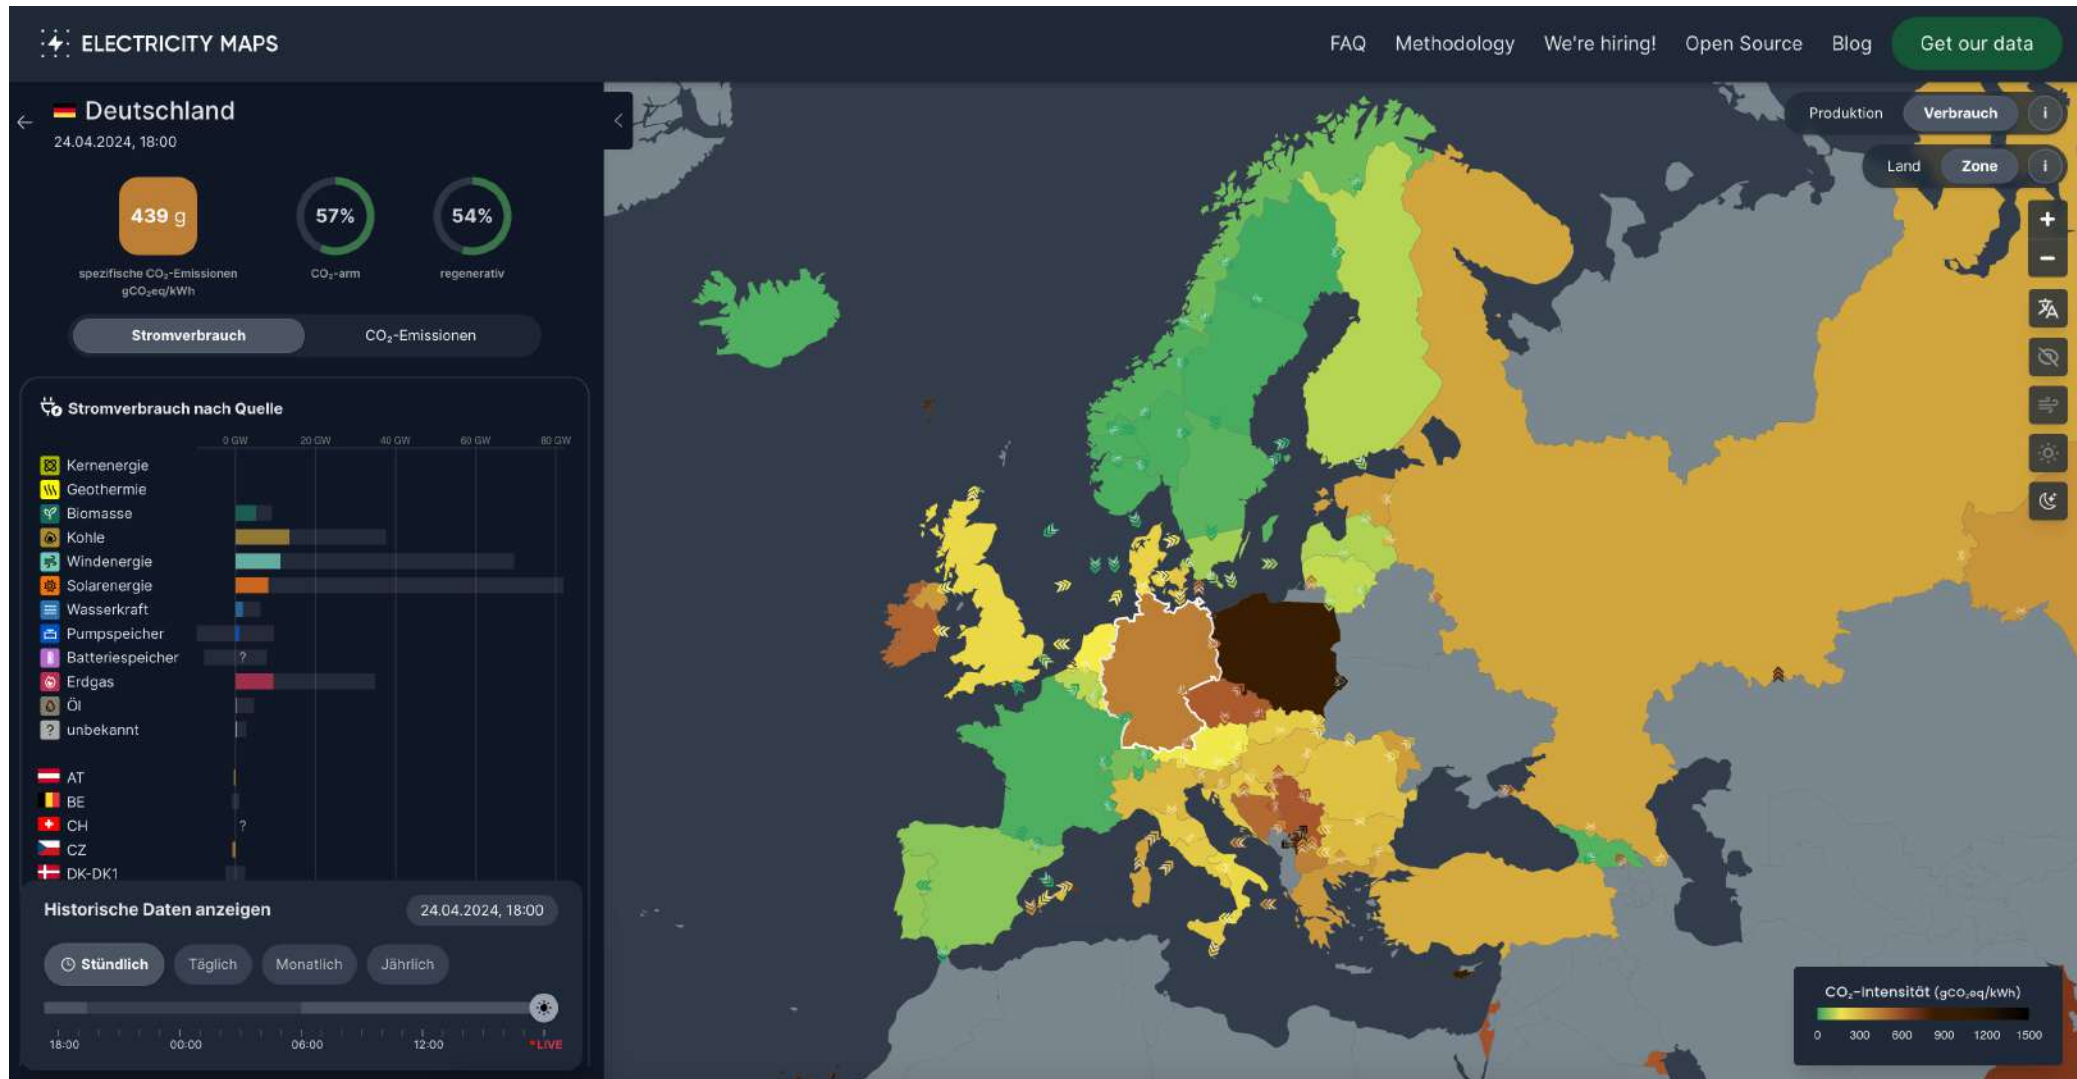 ELECTRICITY MAPS
FAQ
Methodology
We're hiring!
Open Source
Blog
Get our data
Deutschland
24.04.2024, 18:00
439 g
57%
54%
spezifische CO₂-Emissionen
gCO₂eq/kWh
CO₂-arm
regenerativ
Stromverbrauch
CO₂-Emissionen
Stromverbrauch nach Quelle
0 GW
20 GW
40 GW
60 GW
80 GW
Kernenergie
Geothermie
Biomasse
Kohle
Windenergie
Solarenergie
Wasserkraft
Pumpspeicher
Batteriespeicher
?
Erdgas
Öl
? unbekannt
AT
BE
CH
?
CZ
DK-DK1
Historische Daten anzeigen
24.04.2024, 18:00
Stündlich
Täglich
Monatlich
Jährlich
18:00
00:00
06:00
12:00
•LIVE
Produktion
Verbrauch
i
Land
Zone
i
CO₂-Intensität (gCO₂eq/kWh)
0
300
600
900
1200
1500